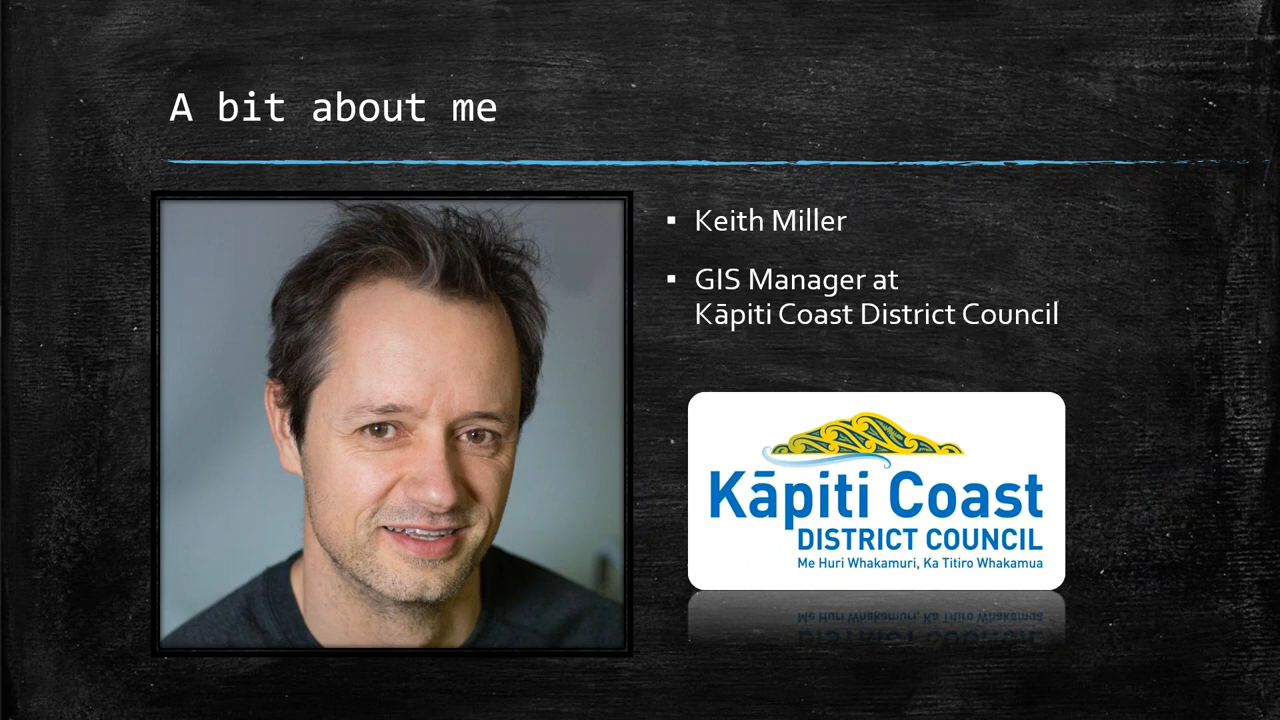 A bit about me
▪ Keith Miller
▪ GIS Manager at
Kāpiti Coast District Council
Kāpiti Coast
DISTRICT COUNCIL
Me Huri Whakamuri, Ka Titiro Whakamua